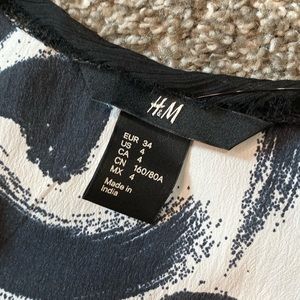 H&M
EUR 34
US 4
CA 4
CN 160/80A
MX 4
Made in
India